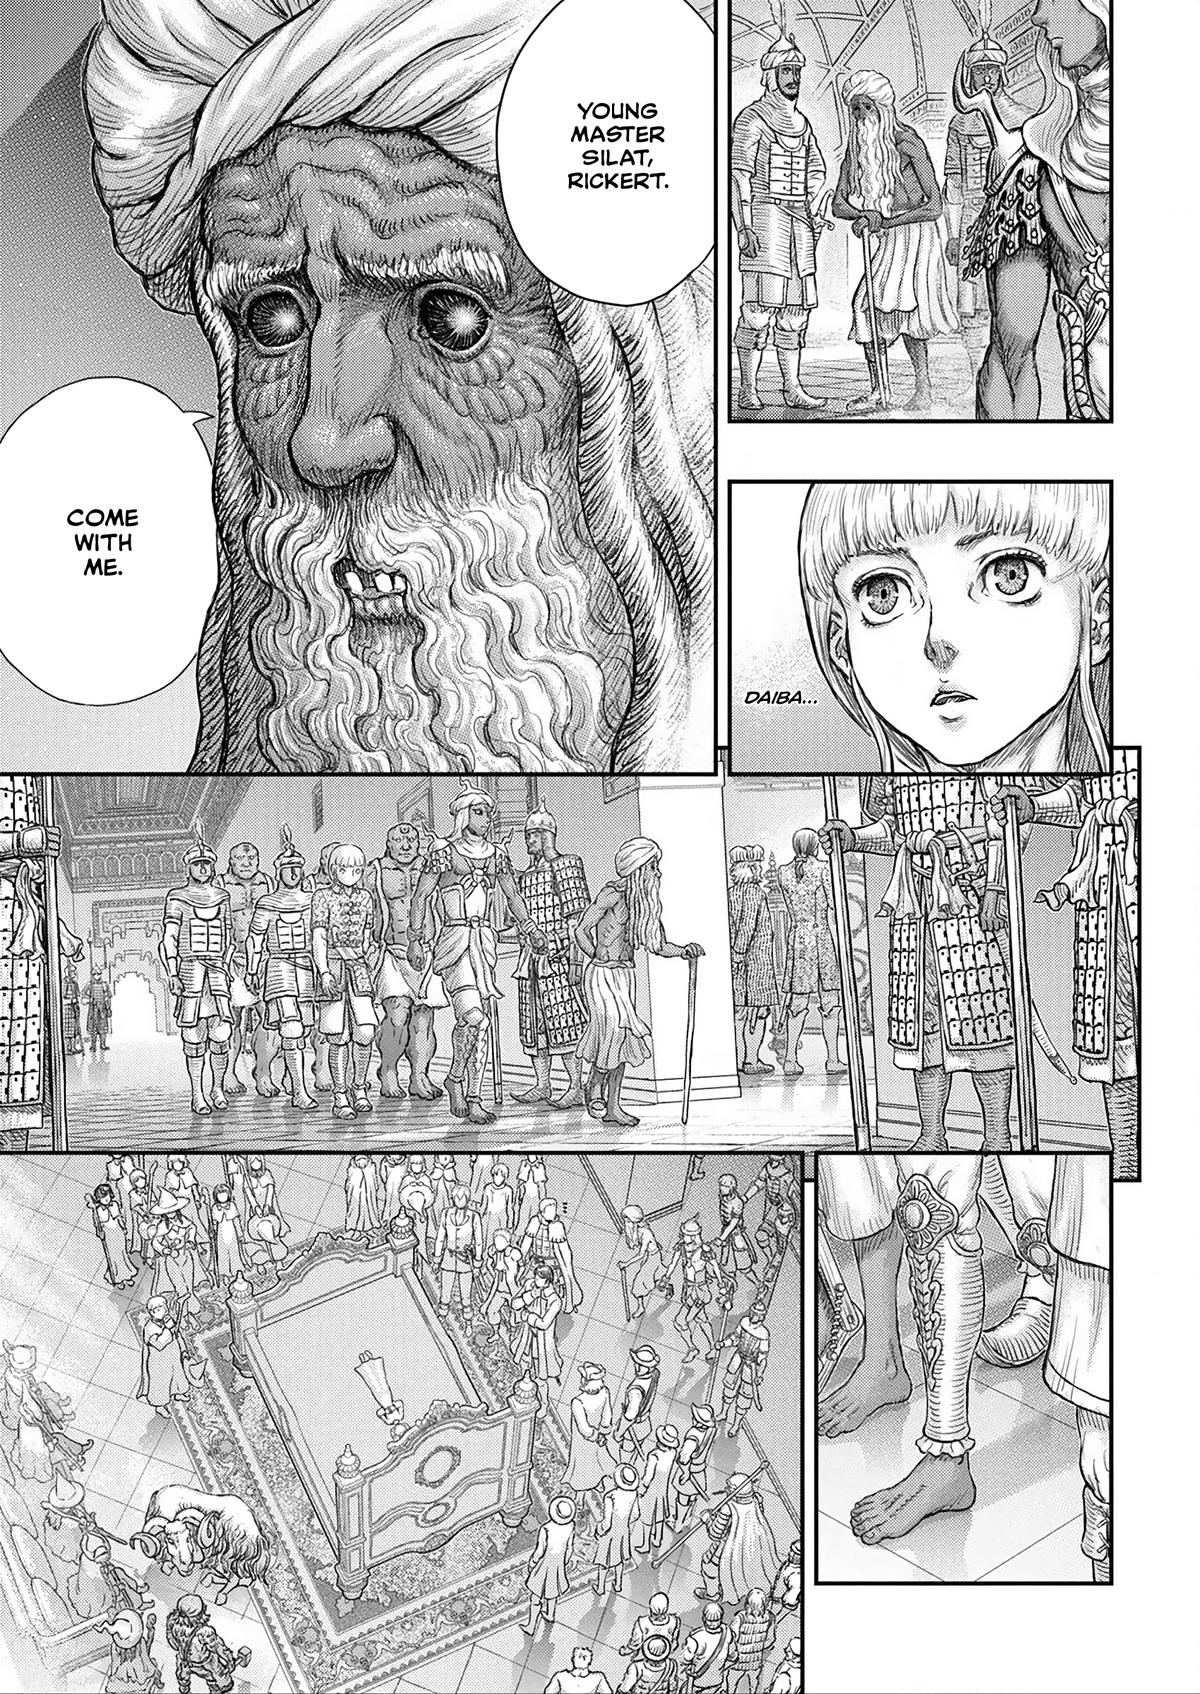 YOUNG
MASTER
SILAT,
RICKERT.
COME
WITH
ME.
DAIBA...